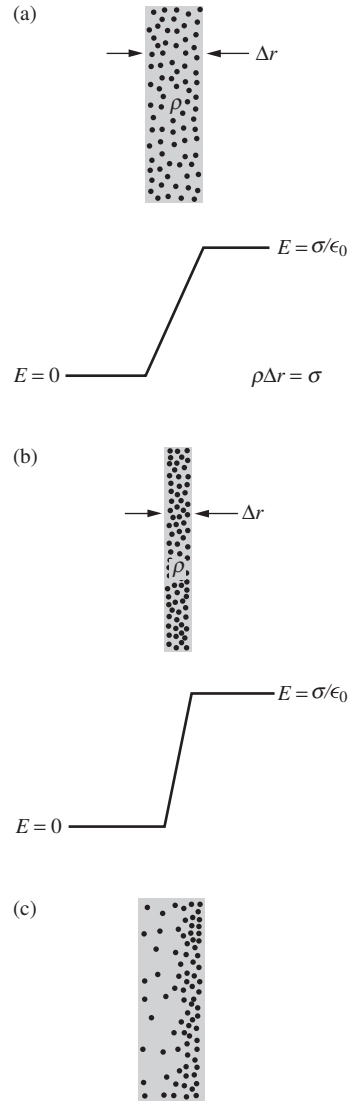 (a)
Δr
ρ
E = σ/ϵ₀
E = 0
ρΔr = σ
(b)
Δr
ρ
E = σ/ϵ₀
E = 0
(c)